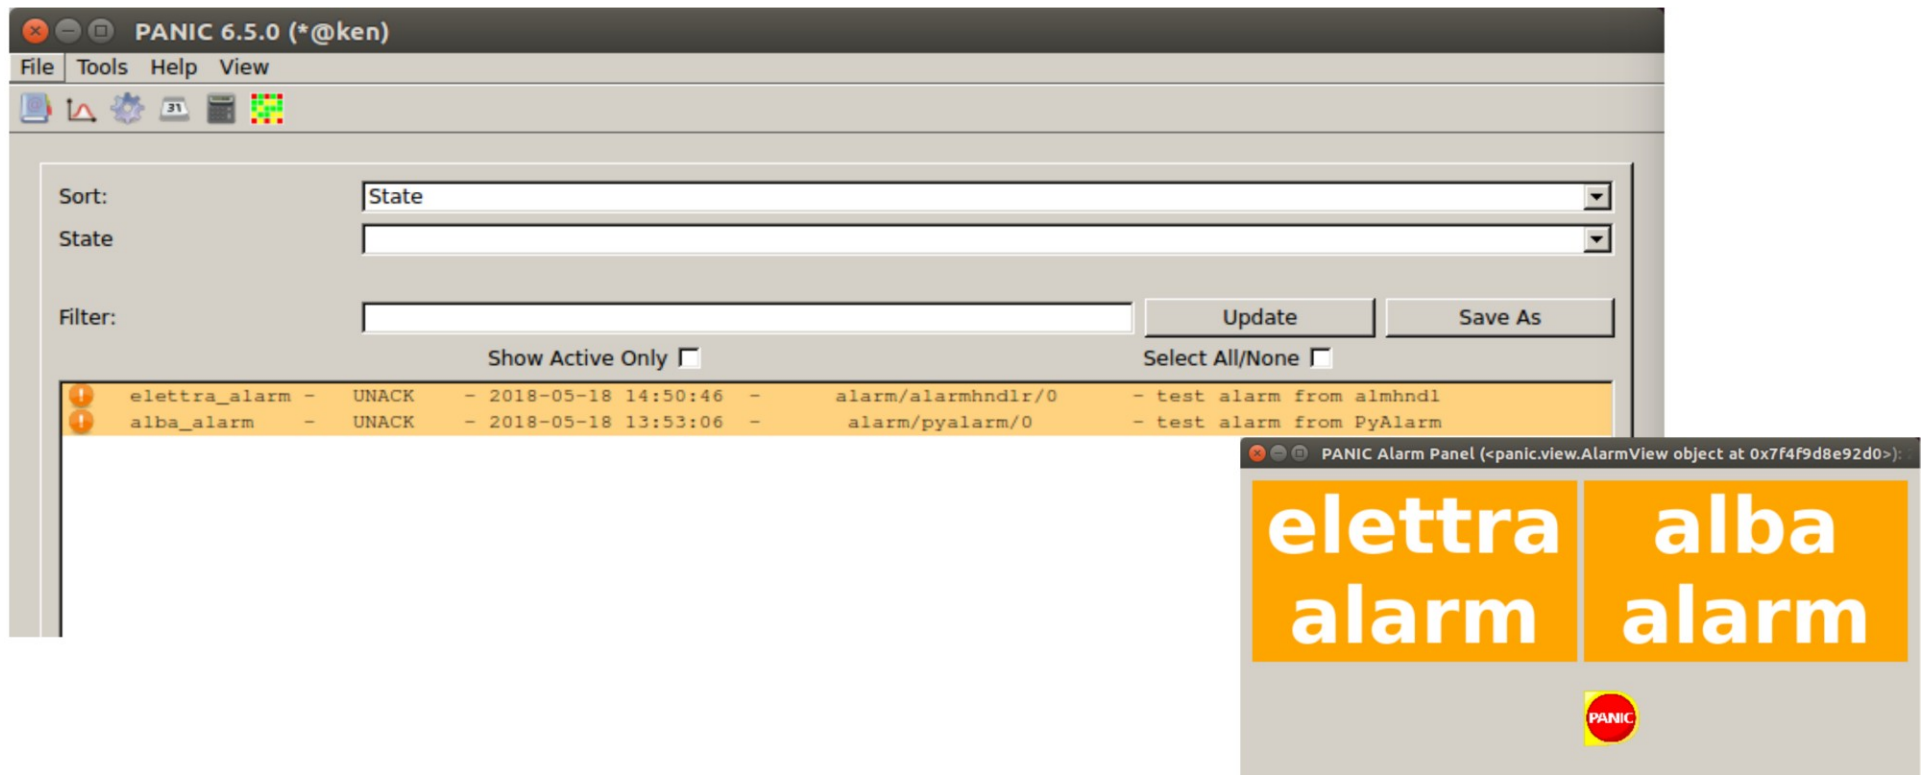 PANIC 6.5.0 (*@ken)
File Tools Help View
31
Sort: State
State
Filter: Update Save As
Show Active Only Select All/None
elettra_alarm - UNACK - 2018-05-18 14:50:46 - alarm/alarmhndlr/0 - test alarm from almhndl
alba_alarm - UNACK - 2018-05-18 13:53:06 - alarm/pyalarm/0 - test alarm from PyAlarm
PANIC Alarm Panel (<panic.view.AlarmView object at 0x7f4f9d8e92d0>):
elettra alarm
alba alarm
PANIC